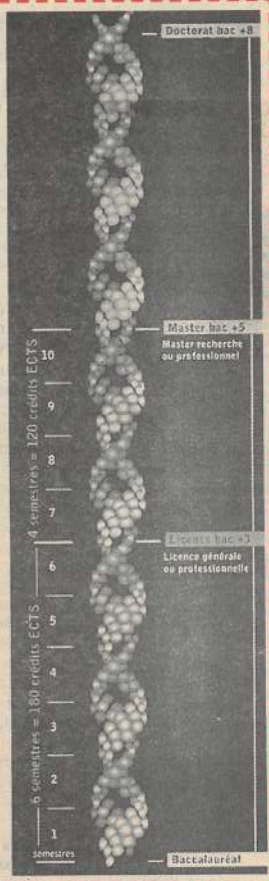 Doctorat bac +8
Master bac +5
Master recherche
ou professionnel
4 semestres = 120 crédits ECTS
10
9
8
7
Licence bac +3
Licence générale
ou professionnelle
6 semestres = 180 crédits ECTS
6
5
4
3
2
1
semestres
Baccalauréat